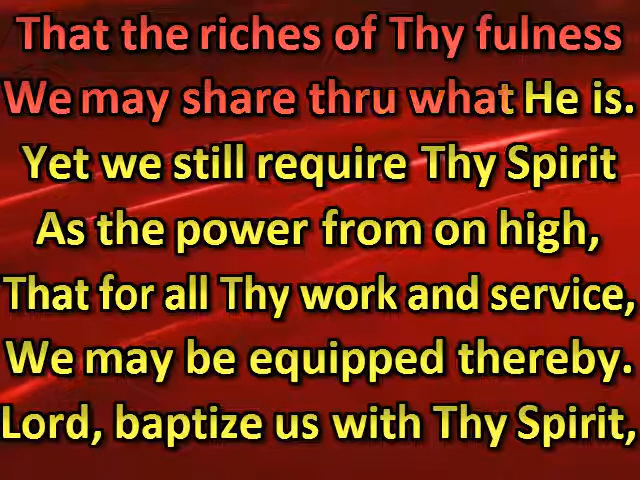 That the riches of Thy fulness
We may share thru what He is.
Yet we still require Thy Spirit
As the power from on high,
That for all Thy work and service,
We may be equipped thereby.
Lord, baptize us with Thy Spirit,